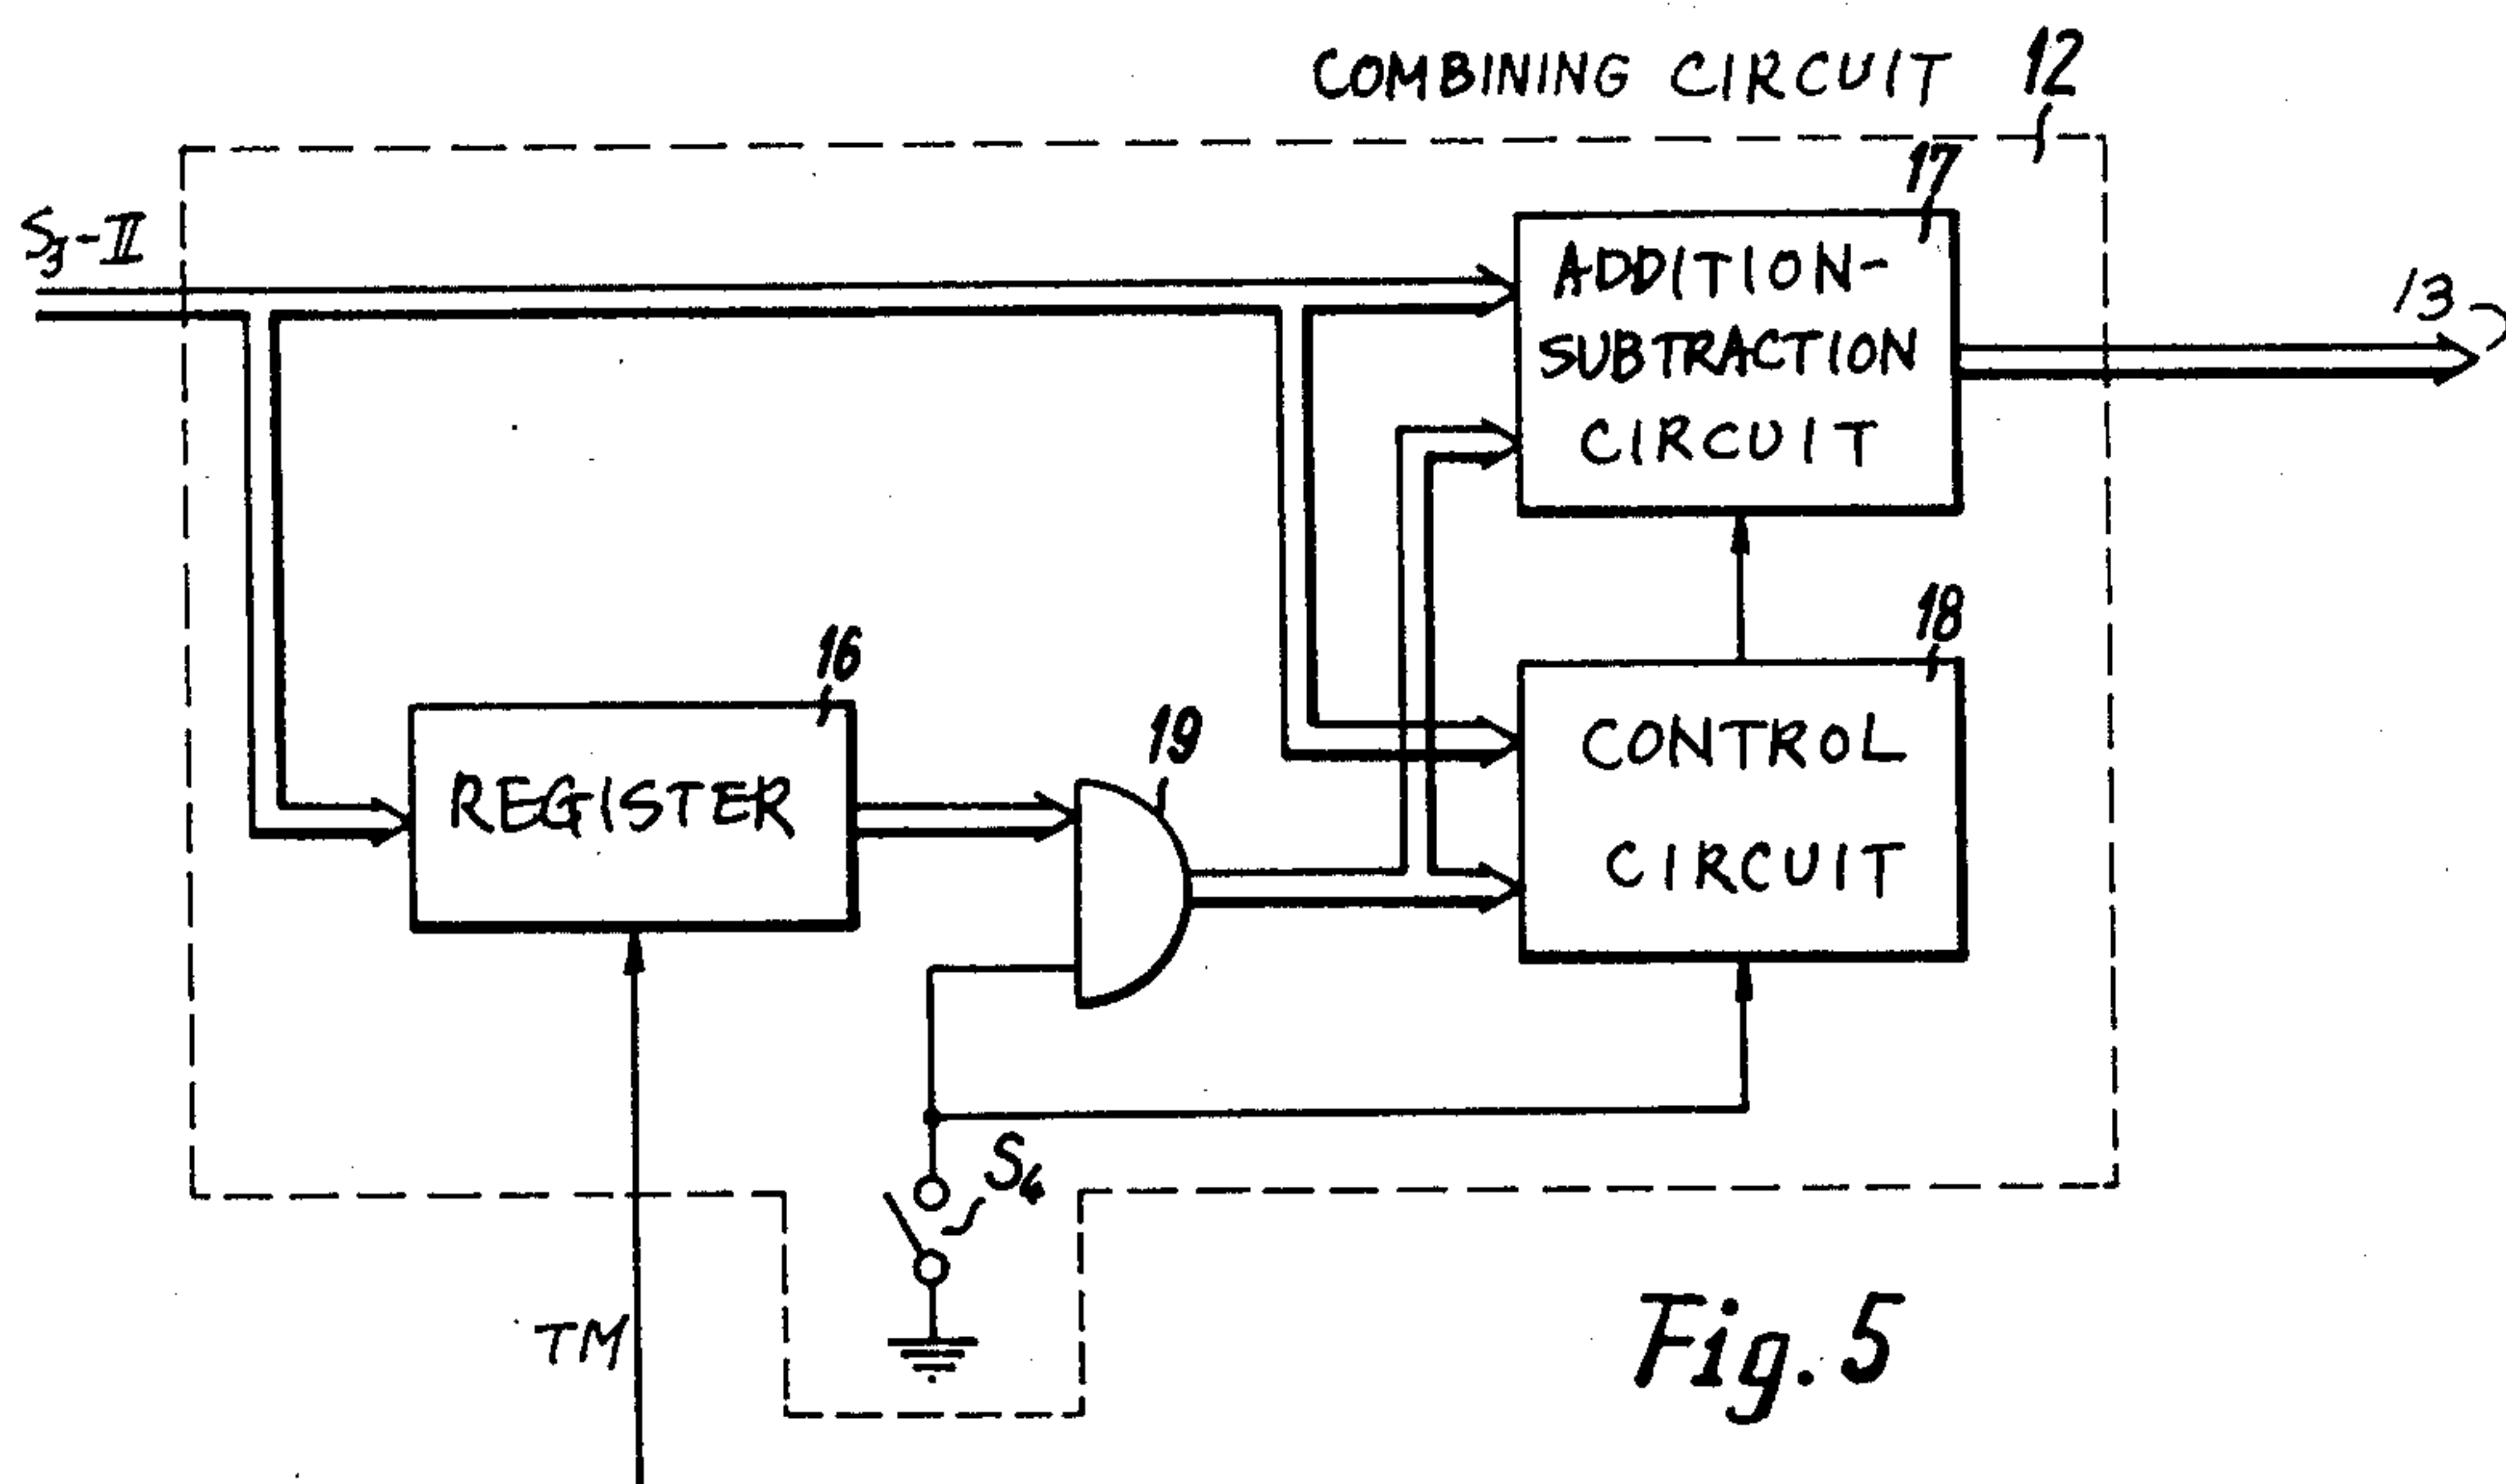 COMBINING CIRCUIT 12
17
S3-II
ADDITION-
SUBTRACTION
CIRCUIT
13
18
16
19
CONTROL
CIRCUIT
REGISTER
S4
TM
Fig. 5